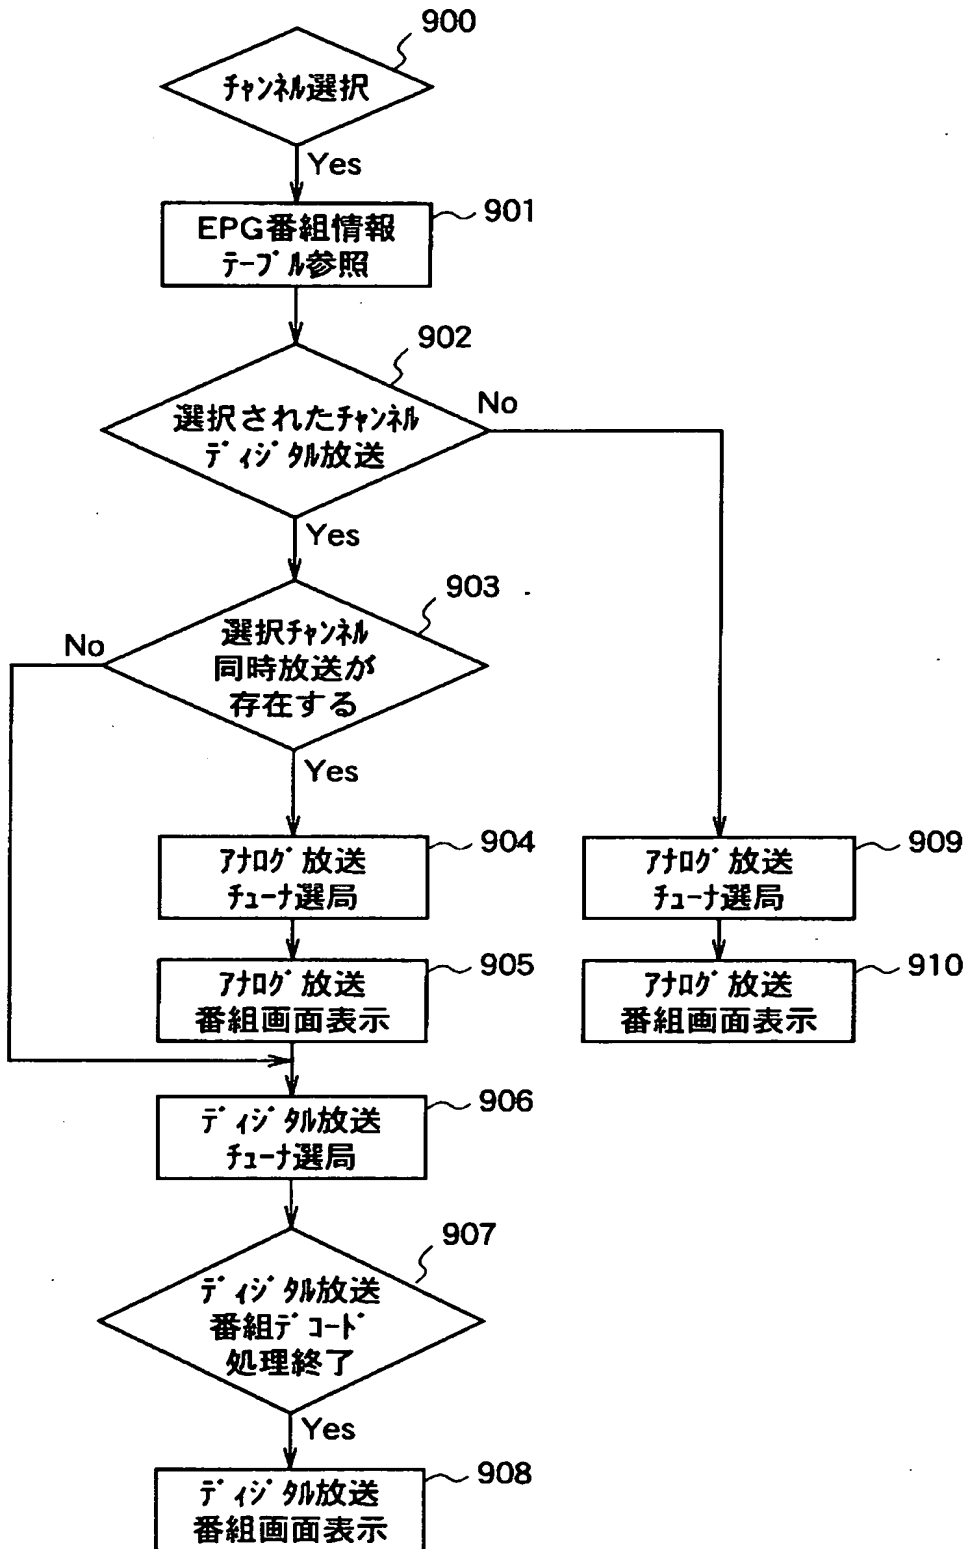 900
ﾁｬﾝﾈﾙ選択
Yes
901
EPG番組情報
ﾃｰﾌﾞﾙ参照
902
選択されたﾁｬﾝﾈﾙ
ﾃﾞｨｼﾞﾀﾙ放送
No
Yes
903
選択ﾁｬﾝﾈﾙ
同時放送が
存在する
No
Yes
904
ｱﾅﾛｸﾞ放送
ﾁｭｰﾅ選局
909
ｱﾅﾛｸﾞ放送
ﾁｭｰﾅ選局
905
ｱﾅﾛｸﾞ放送
番組画面表示
910
ｱﾅﾛｸﾞ放送
番組画面表示
906
ﾃﾞｨｼﾞﾀﾙ放送
ﾁｭｰﾅ選局
907
ﾃﾞｨｼﾞﾀﾙ放送
番組ﾃﾞｺｰﾄﾞ
処理終了
Yes
908
ﾃﾞｨｼﾞﾀﾙ放送
番組画面表示